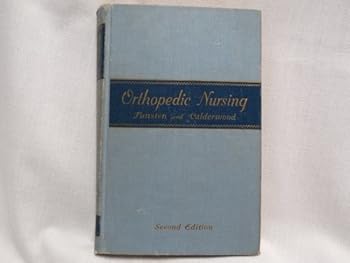 Orthopedic Nursing
Funsten and Calderwood
Second Edition